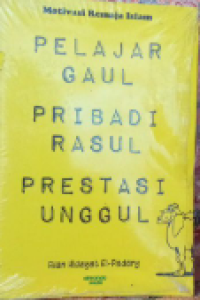 Motivasi Remaja Islam
PELAJAR
GAUL
PRIBADI
RASUL
PRESTASI
UNGGUL